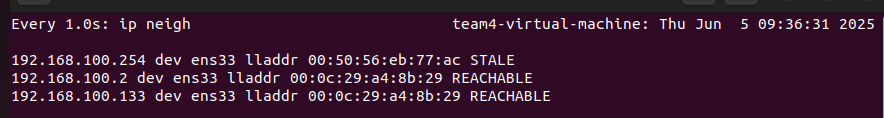 Every 1.0s: ip neigh team4-virtual-machine: Thu Jun 5 09:36:31 2025
192.168.100.254 dev ens33 lladdr 00:50:56:eb:77:ac STALE
192.168.100.2 dev ens33 lladdr 00:0c:29:a4:8b:29 REACHABLE
192.168.100.133 dev ens33 lladdr 00:0c:29:a4:8b:29 REACHABLE